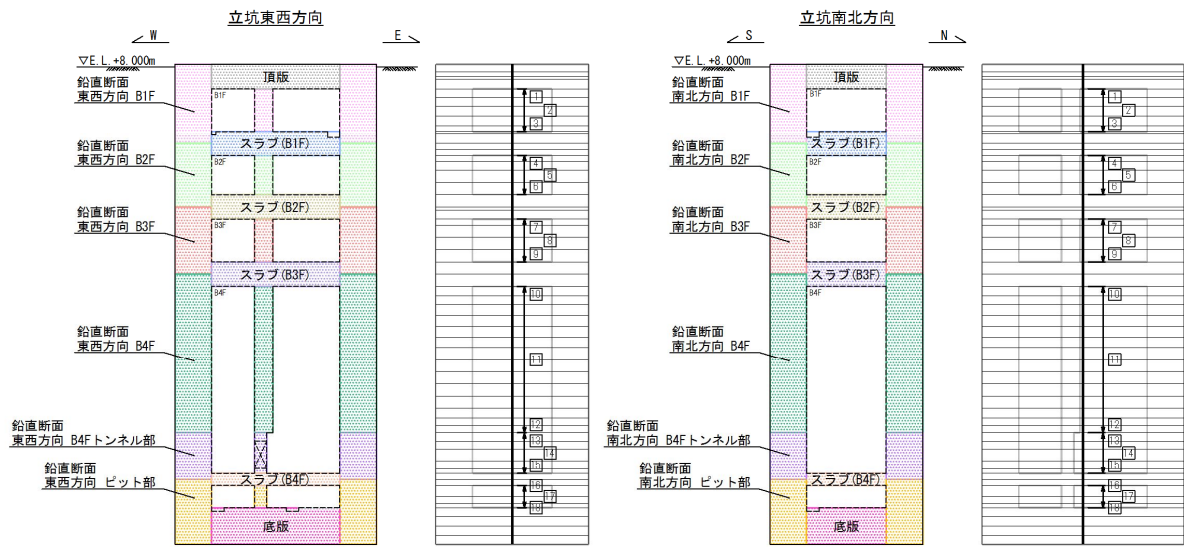 立坑東西方向
W
E
▽E.L.+8.000m
頂版
鉛直断面
東西方向 B1F
B1F
スラブ(B1F)
鉛直断面
東西方向 B2F
B2F
スラブ(B2F)
鉛直断面
東西方向 B3F
B3F
スラブ(B3F)
B4F
鉛直断面
東西方向 B4F
鉛直断面
東西方向 B4Fトンネル部
鉛直断面
東西方向 ピット部
スラブ(B4F)
底版
1
2
3
4
5
6
7
8
9
10
11
12
13
14
15
16
17
18
立坑南北方向
S
N
▽E.L.+8.000m
頂版
鉛直断面
南北方向 B1F
B1F
スラブ(B1F)
鉛直断面
南北方向 B2F
B2F
スラブ(B2F)
鉛直断面
南北方向 B3F
B3F
スラブ(B3F)
B4F
鉛直断面
南北方向 B4F
鉛直断面
南北方向 B4Fトンネル部
鉛直断面
南北方向 ピット部
スラブ(B4F)
底版
1
2
3
4
5
6
7
8
9
10
11
12
13
14
15
16
17
18